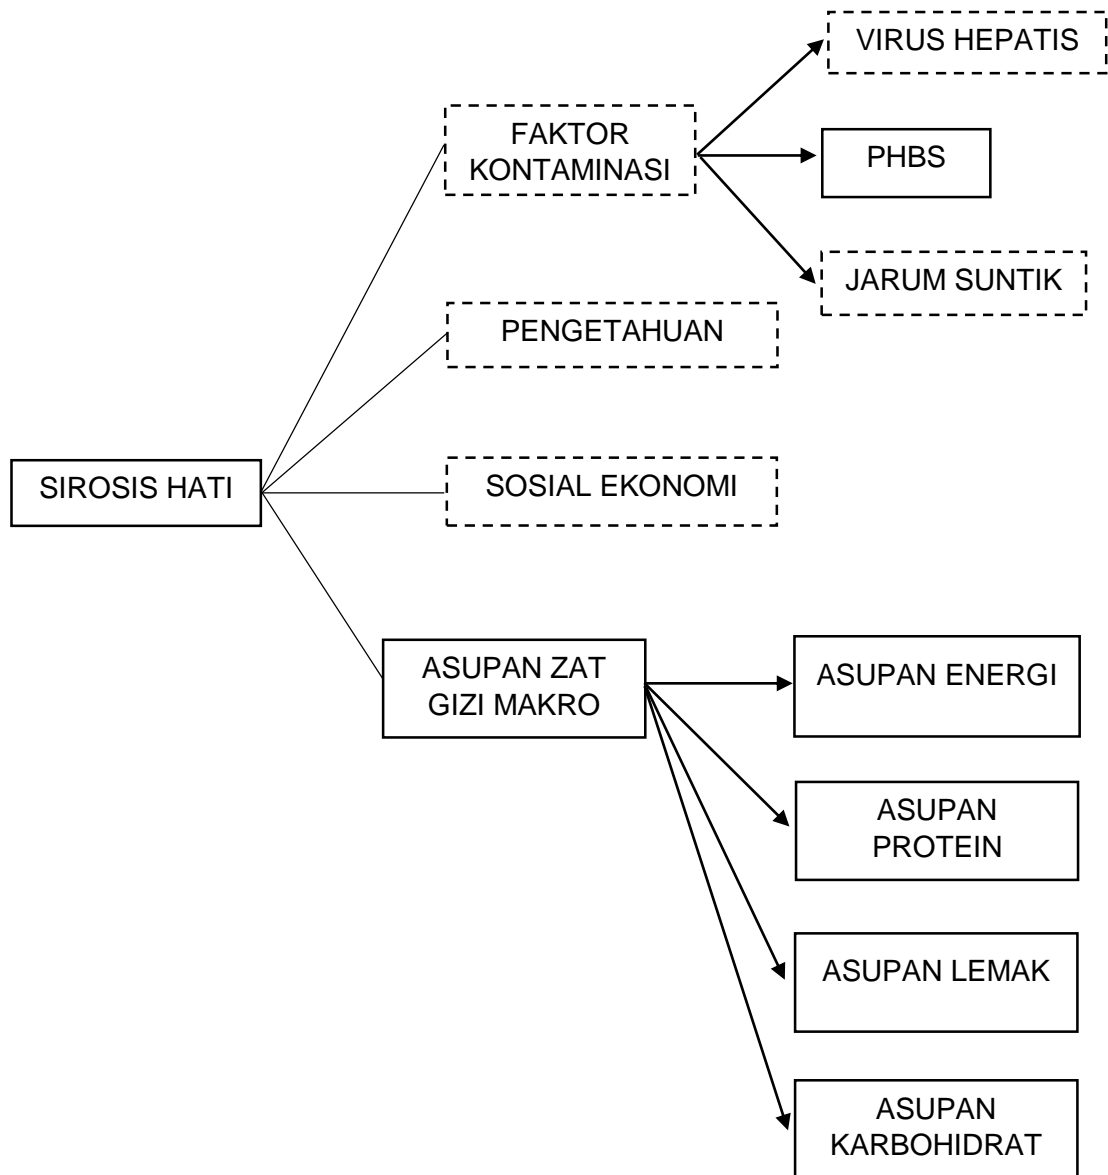 VIRUS HEPATIS
FAKTOR
KONTAMINASI
PHBS
JARUM SUNTIK
PENGETAHUAN
SIROSIS HATI
SOSIAL EKONOMI
ASUPAN ZAT
GIZI MAKRO
ASUPAN ENERGI
ASUPAN
PROTEIN
ASUPAN LEMAK
ASUPAN
KARBOHIDRAT